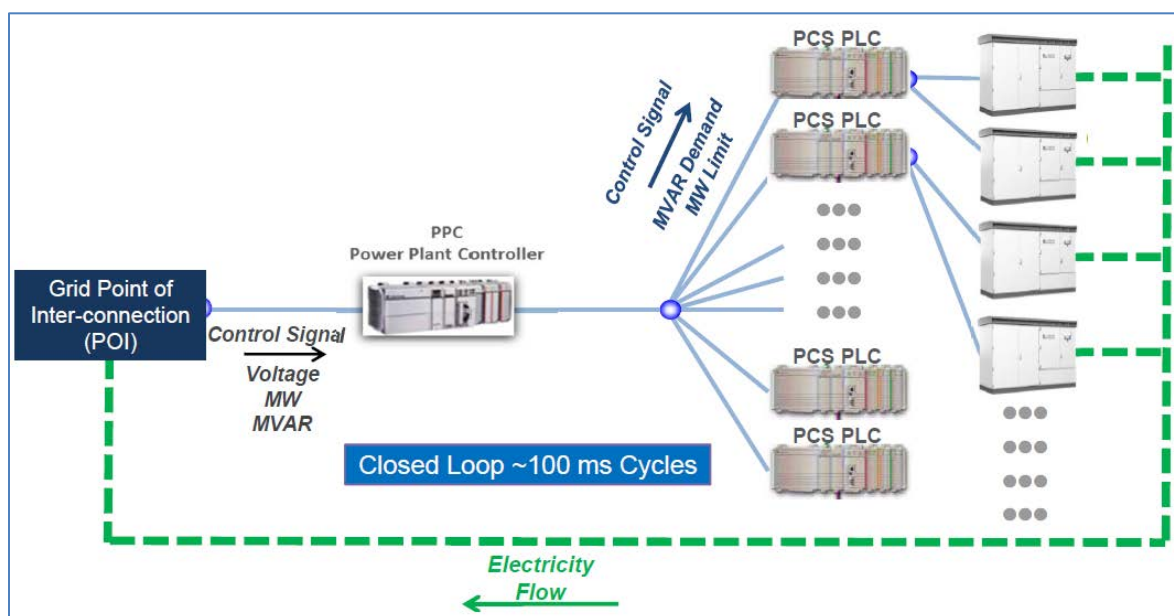 PCS PLC
PCS PLC
Control Signal
MVAR Demand
MW Limit
PPC
Power Plant Controller
Grid Point of
Inter-connection
(POI)
Control Signal
Voltage
MW
MVAR
PCS PLC
PCS PLC
Closed Loop ~100 ms Cycles
Electricity
Flow